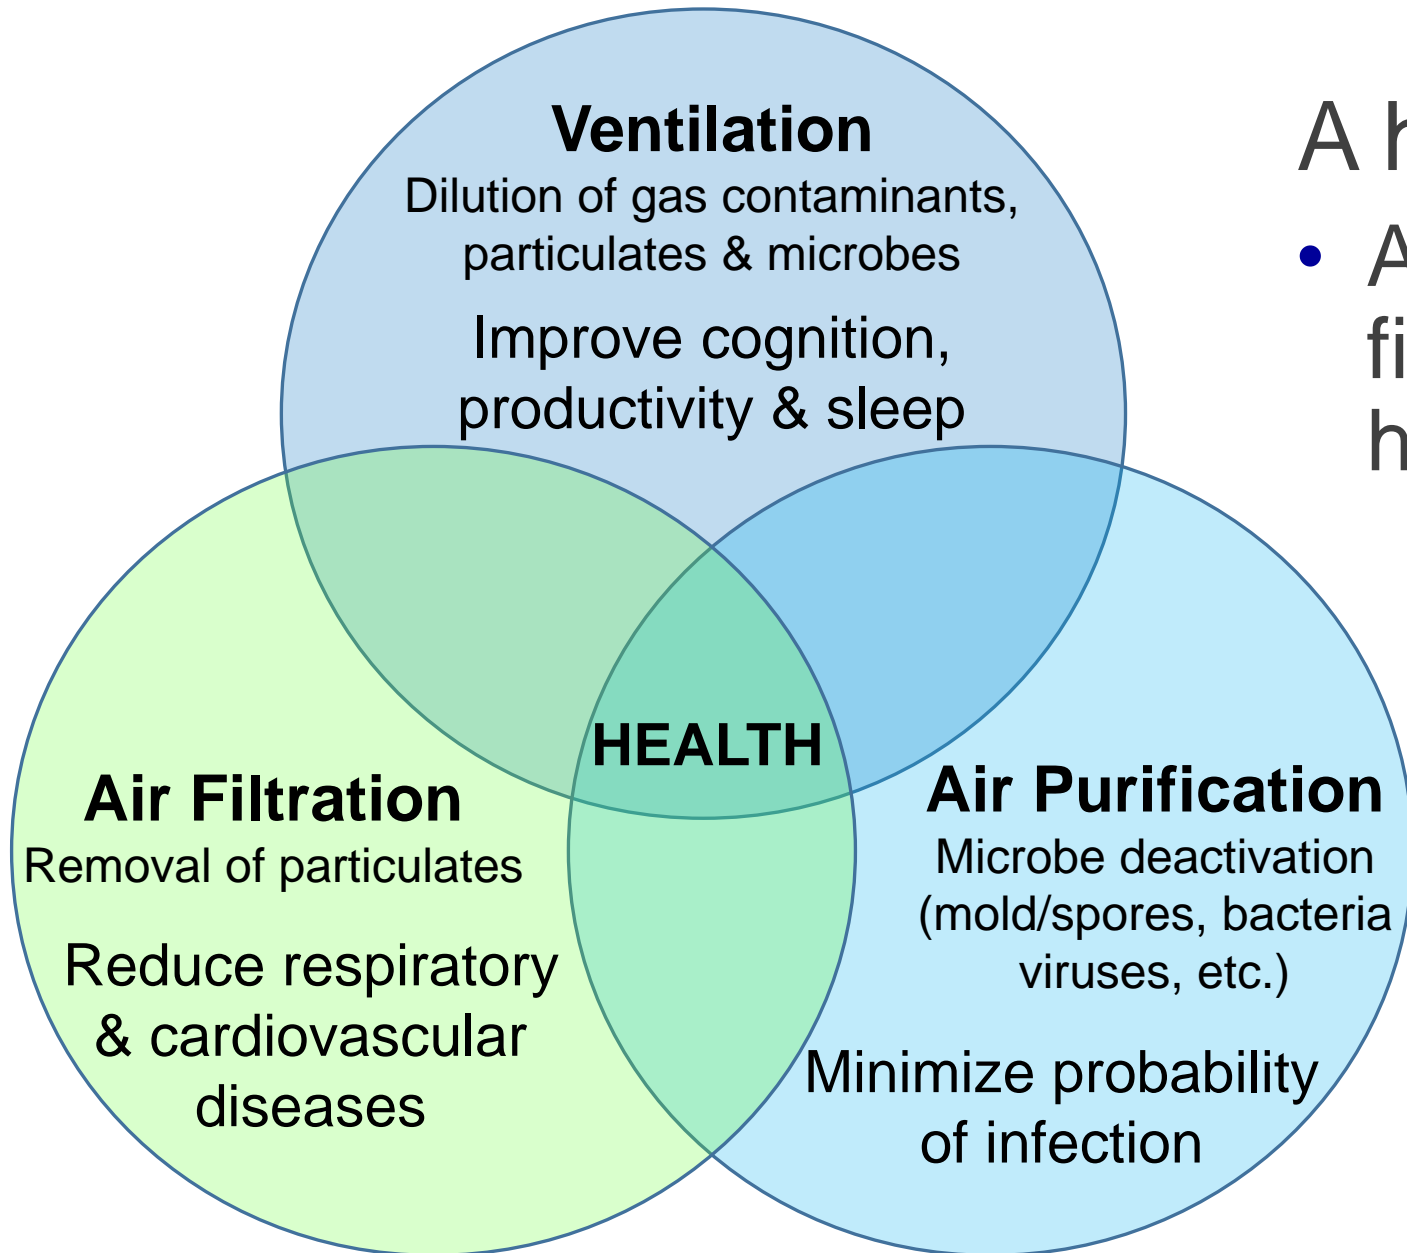 Ventilation
Dilution of gas contaminants,
particulates & microbes
Improve cognition,
productivity & sleep
HEALTH
Air Filtration
Removal of particulates
Reduce respiratory
& cardiovascular
diseases
Air Purification
Microbe deactivation
(mold/spores, bacteria
viruses, etc.)
Minimize probability
of infection
A